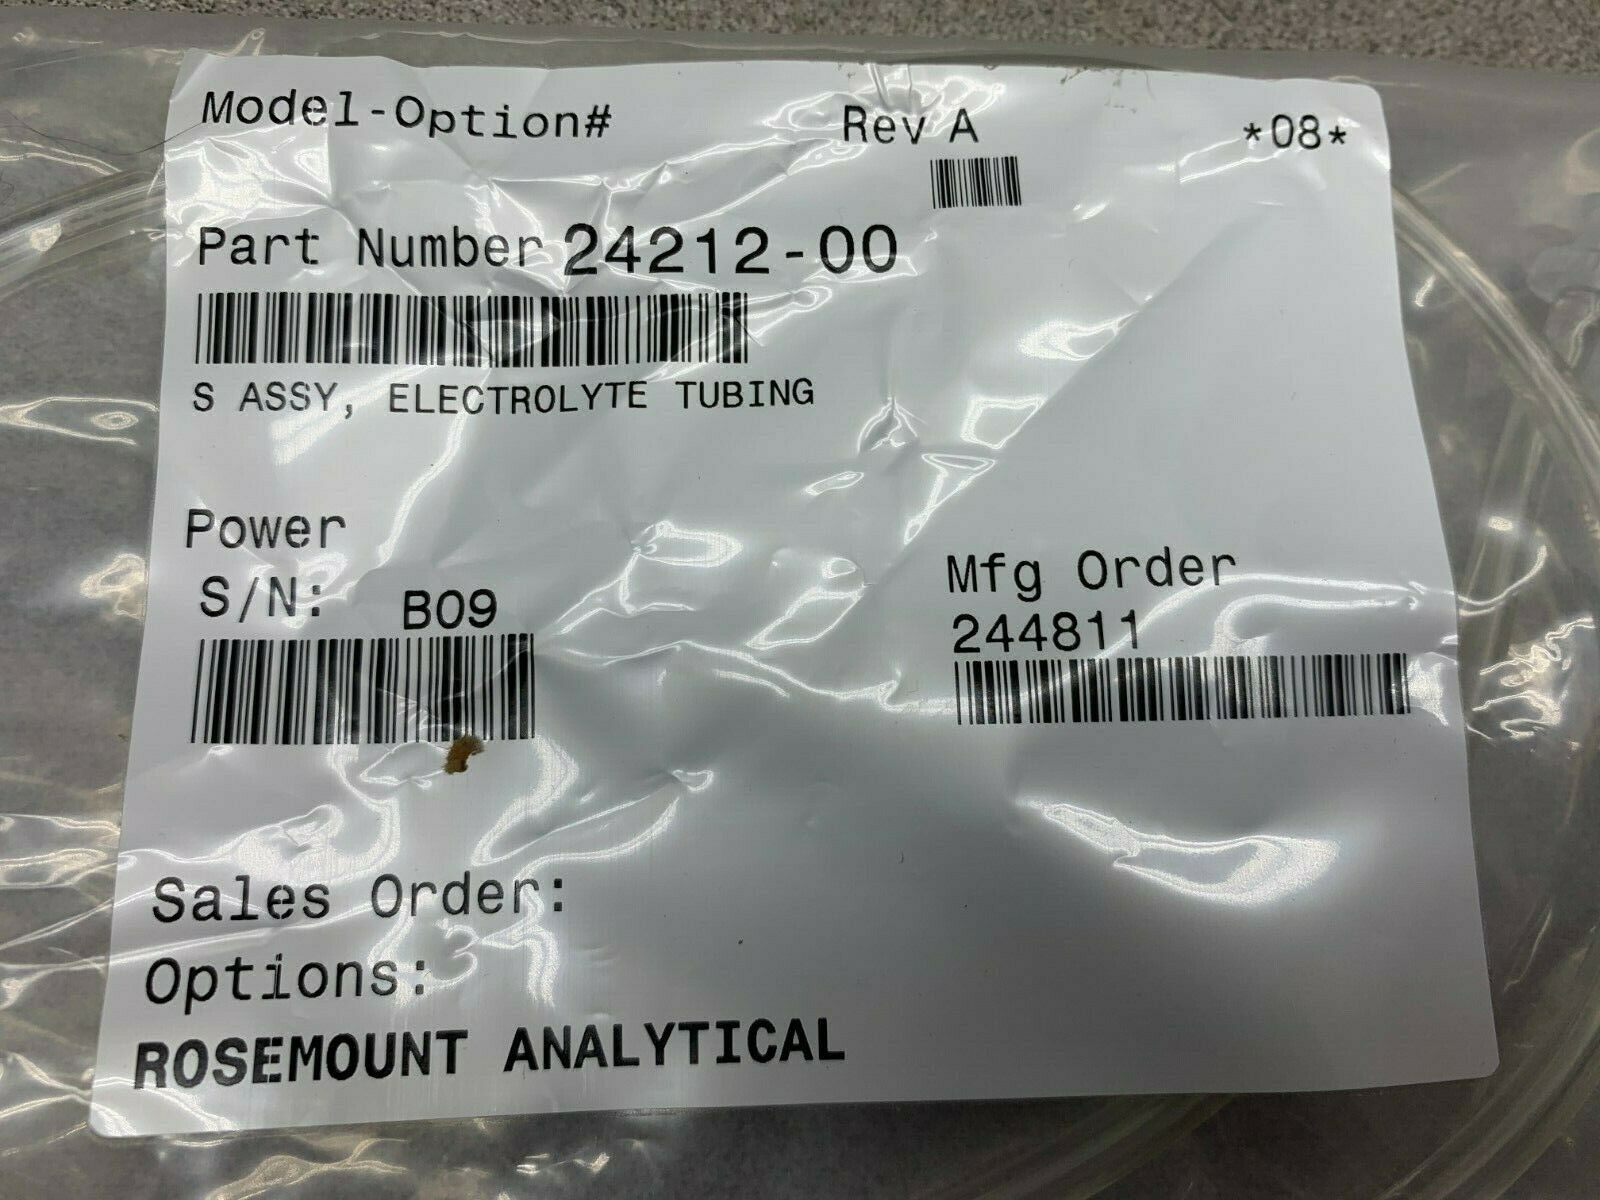 Model-Option# Rev A *08*
Part Number 24212-00
S ASSY, ELECTROLYTE TUBING
Power
S/N: B09
Mfg Order
244811
Sales Order:
Options:
ROSEMOUNT ANALYTICAL